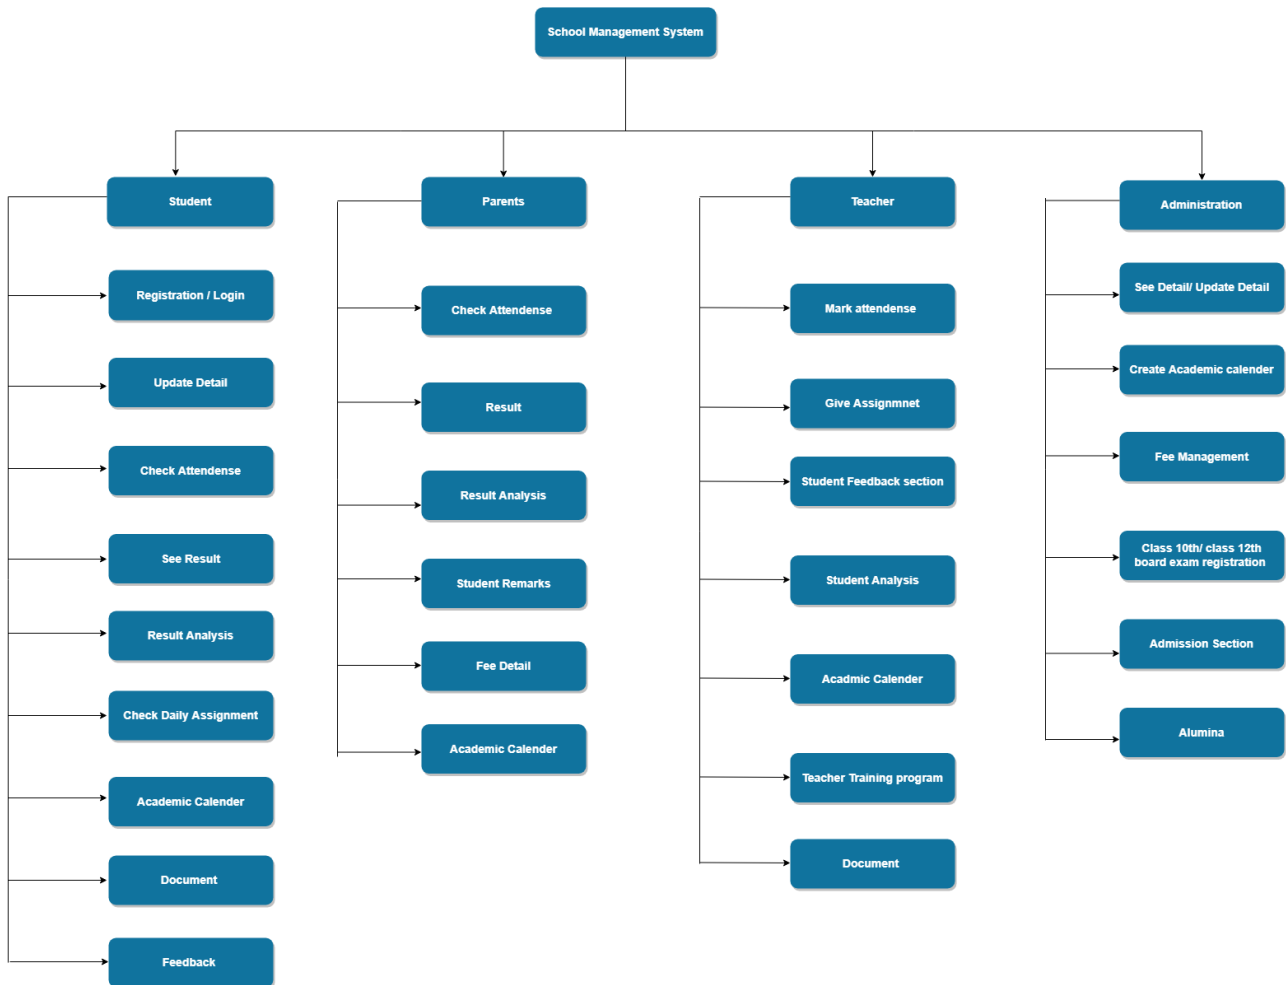 School Management System
Student
Registration / Login
Update Detail
Check Attendense
See Result
Result Analysis
Check Daily Assignment
Academic Calender
Document
Feedback
Parents
Check Attendense
Result
Result Analysis
Student Remarks
Fee Detail
Academic Calender
Teacher
Mark attendense
Give Assignmnet
Student Feedback section
Student Analysis
Acadmic Calender
Teacher Training program
Document
Administration
See Detail/ Update Detail
Create Academic calender
Fee Management
Class 10th/ class 12th
board exam registration
Admission Section
Alumina